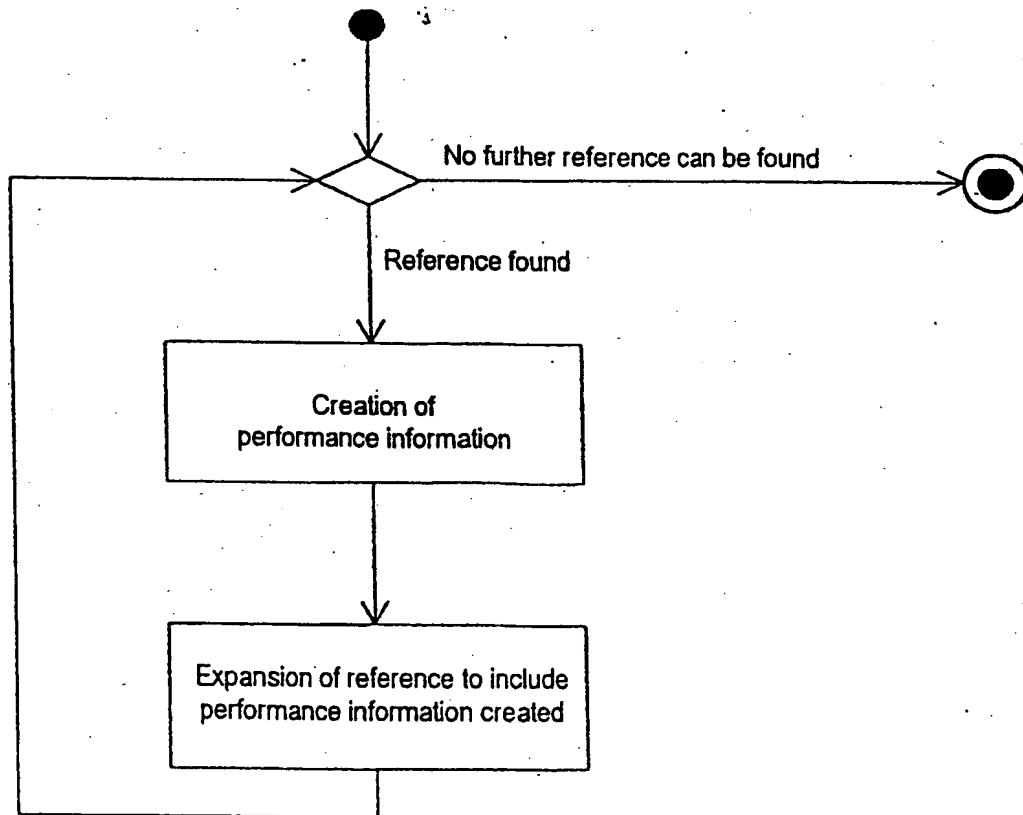 No further reference can be found
Reference found
Creation of
performance information
Expansion of reference to include
performance information created